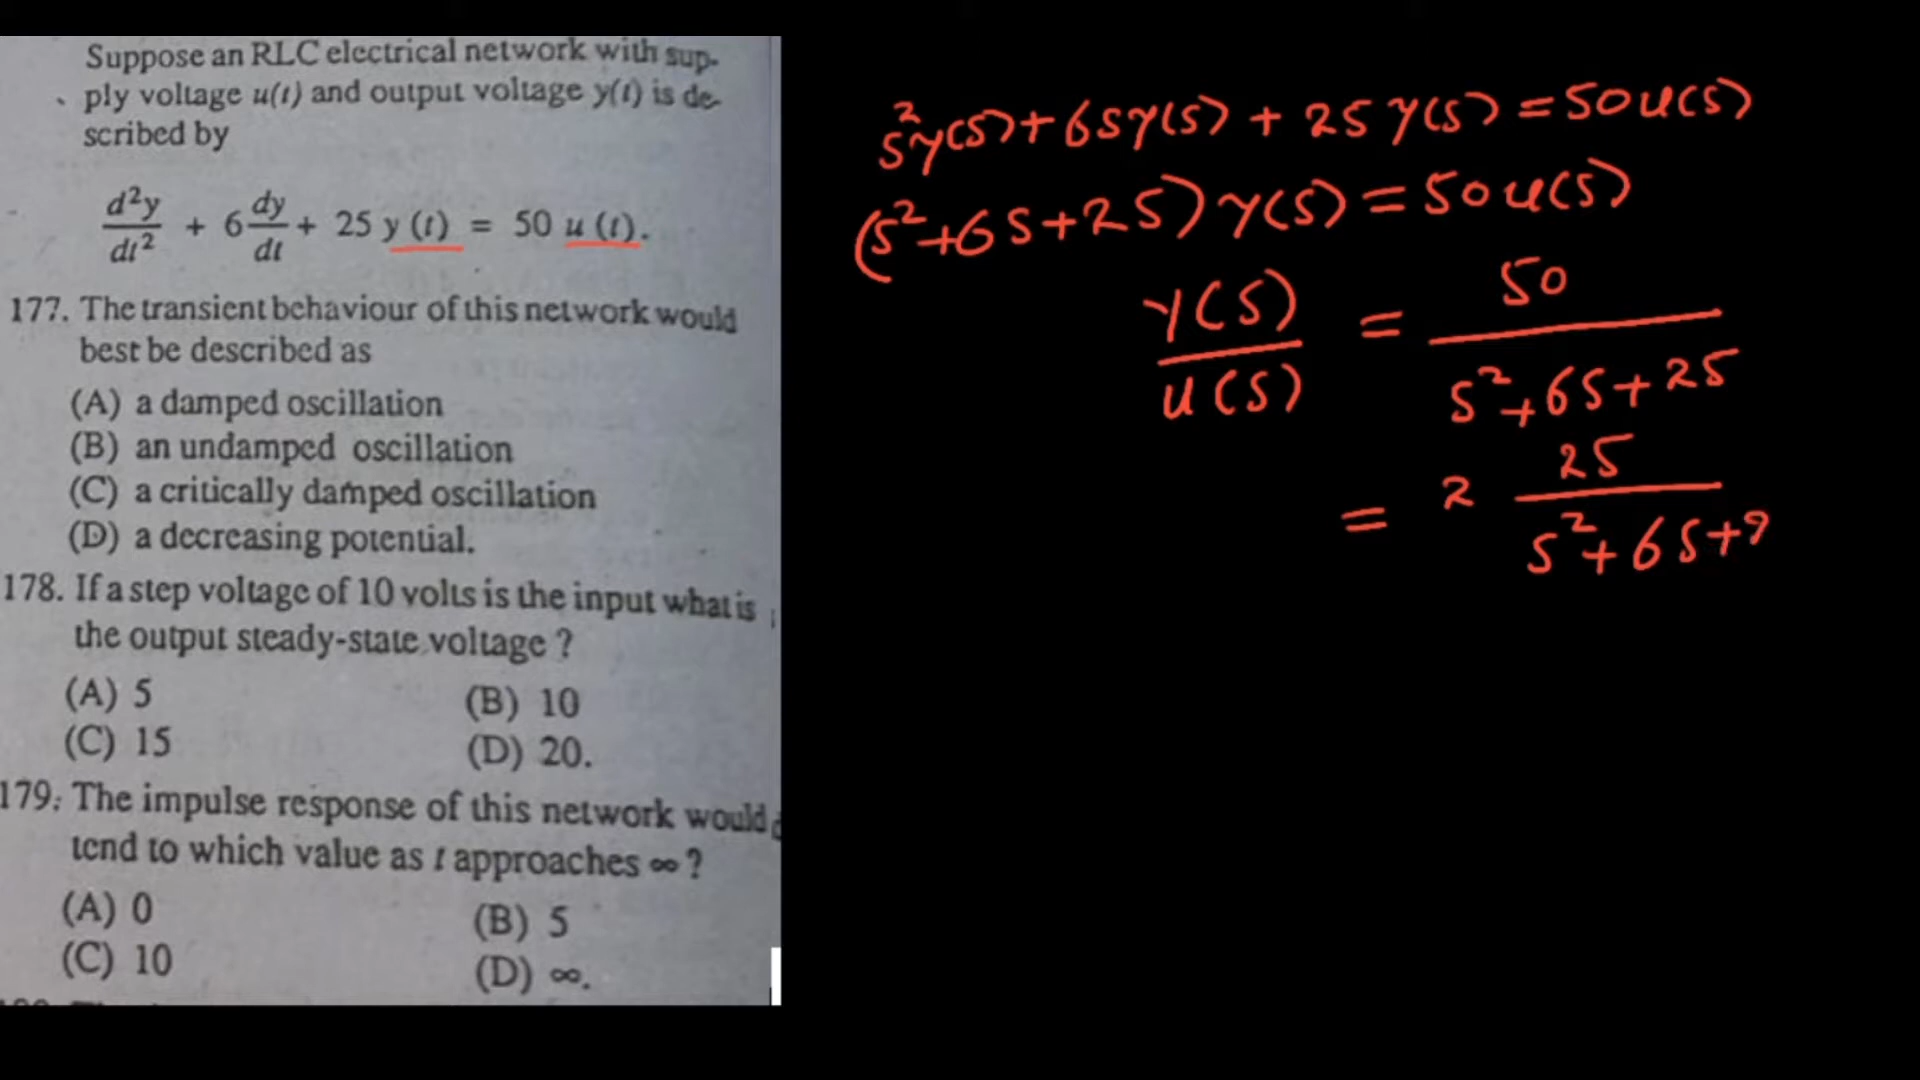 Suppose an RLC electrical network with sup-
ply voltage u(t) and output voltage y(t) is de-
scribed by
d²y/dt² + 6 dy/dt + 25 y (t) = 50 u (t).
177. The transient behaviour of this network would
best be described as
(A) a damped oscillation
(B) an undamped oscillation
(C) a critically damped oscillation
(D) a decreasing potential.
178. If a step voltage of 10 volts is the input what is
the output steady-state voltage ?
(A) 5 (B) 10
(C) 15 (D) 20.
179. The impulse response of this network would
tend to which value as t approaches ∞ ?
(A) 0 (B) 5
(C) 10 (D) ∞.
s²y(s)+6sy(s)+25y(s)=50u(s)
(s²+6s+25)y(s)=50u(s)
y(s)/u(s) = 50/(s²+6s+25)
= 2 25/(s²+6s+